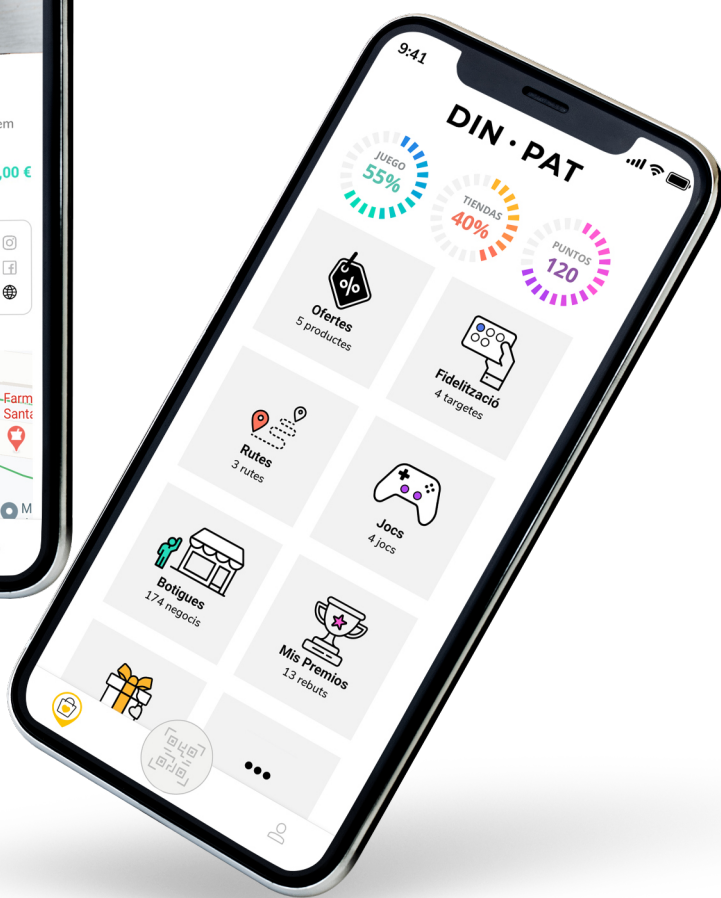 em
,00 €
Farm
Santa
M
9:41
DIN · PAT
JUEGO
55%
TIENDAS
40%
PUNTOS
120
%
Ofertes
5 productes
Fidelització
4 targetes
Rutes
3 rutes
Jocs
4 jocs
Botigues
174 negocis
Mis Premios
13 rebuts